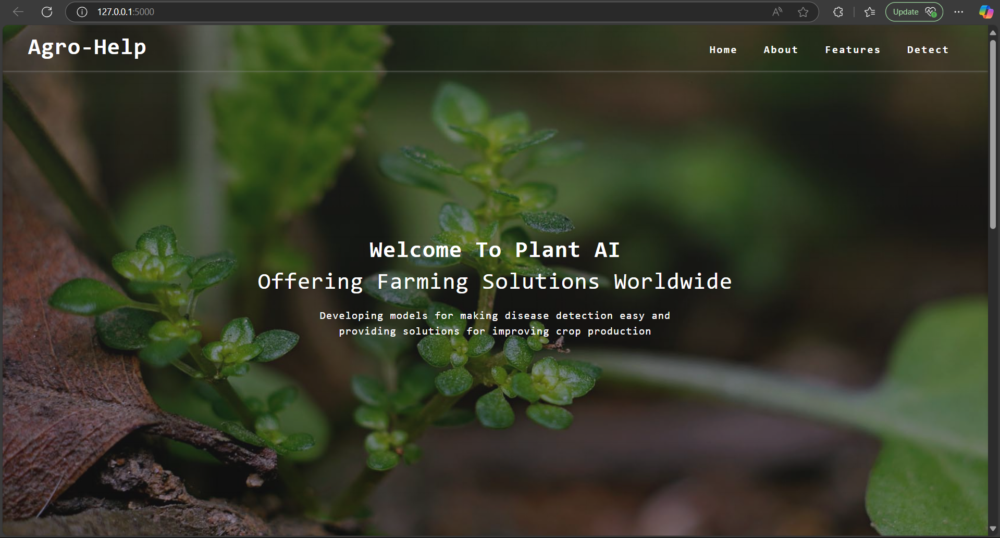 127.0.0.1:5000
Update
Agro-Help
Home About Features Detect
Welcome To Plant AI
Offering Farming Solutions Worldwide
Developing models for making disease detection easy and
providing solutions for improving crop production